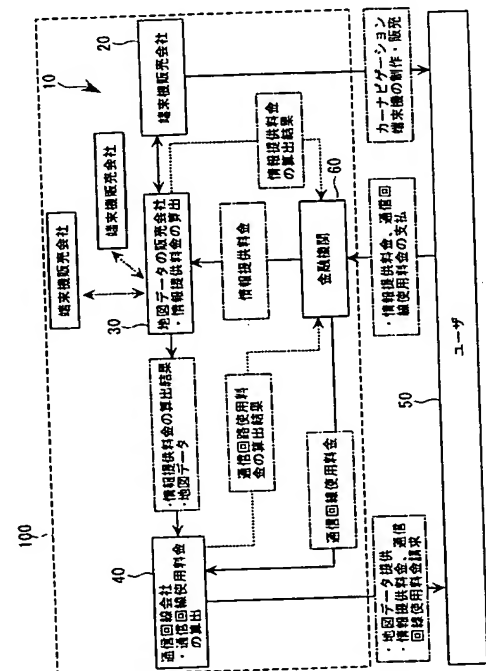 100
10
端末機販売会社
端末機販売会社
20
端末機販売会社
30
地図データの販売会社
・情報提供料金の算出
・情報提供料金の算出結果
・地図データ
40
通信回線会社
・通信回線使用料金
の算出
情報提供料金
の算出結果
情報提供料金
通信回路使用料
金の算出結果
60
金融機関
通信回線使用料金
・地図データ提供
・情報提供料金、通信
回線使用料金請求
・情報提供料金、通信回
線使用料金の支払
カーナビゲーション
端末機の制作・販売
50
ユーザ